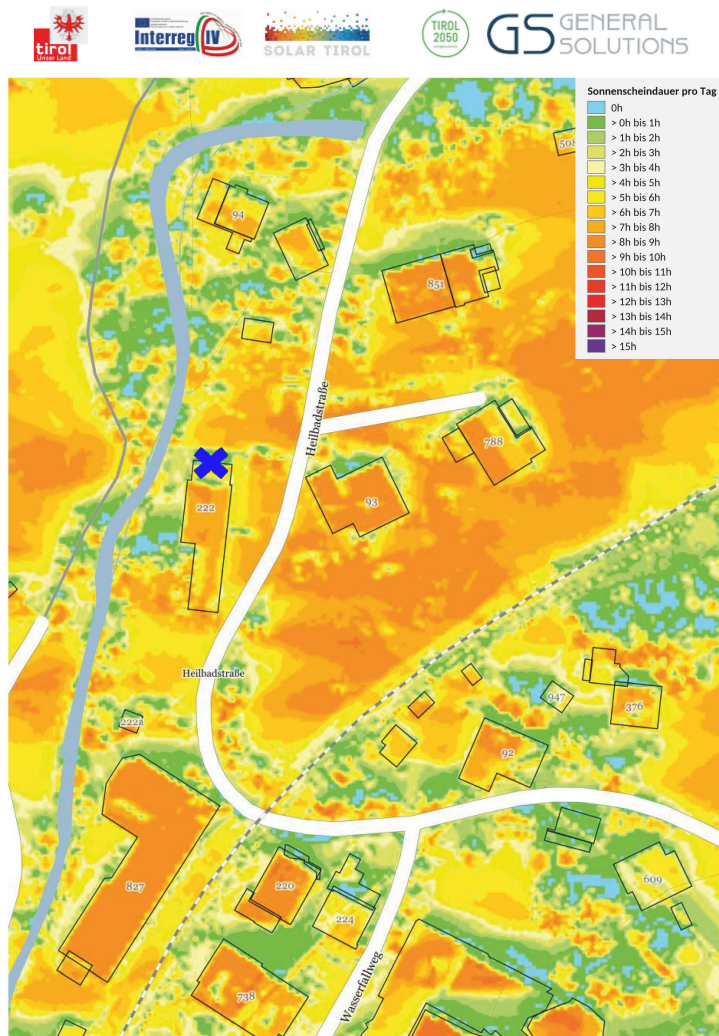 tirol
Unser Land
Interreg IV
SOLAR TIROL
TIROL
2050
GS GENERAL
SOLUTIONS
Sonnenscheindauer pro Tag
0h
> 0h bis 1h
> 1h bis 2h
> 2h bis 3h
> 3h bis 4h
> 4h bis 5h
> 5h bis 6h
> 6h bis 7h
> 7h bis 8h
> 8h bis 9h
> 9h bis 10h
> 10h bis 11h
> 11h bis 12h
> 12h bis 13h
> 13h bis 14h
> 14h bis 15h
> 15h
508
94
851
Heilbadstraße
788
93
222
Heilbadstraße
947
376
222a
92
827
220
224
699
738
Wasserfallweg